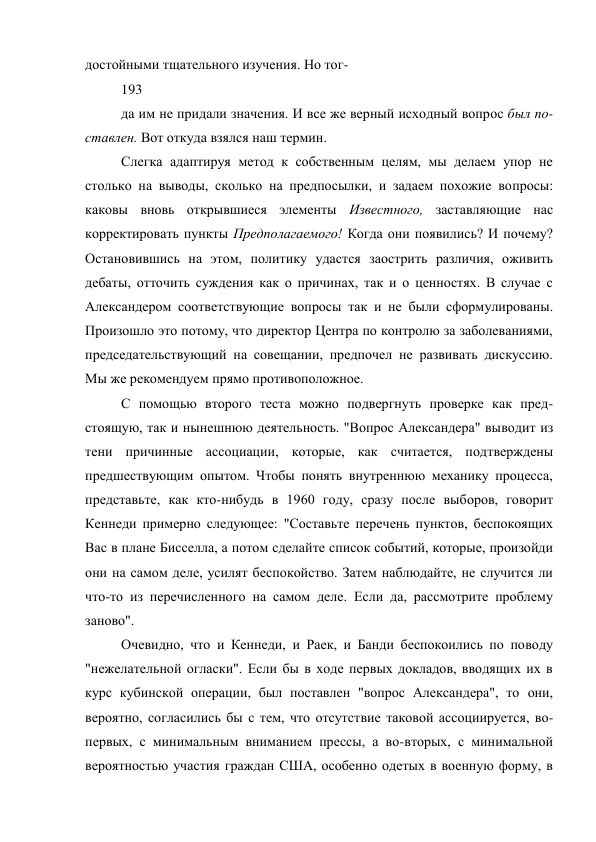 достойными тщательного изучения. Но тог-
193
да им не придали значения. И все же верный исходный вопрос был по-
ставлен. Вот откуда взялся наш термин.
Слегка адаптируя метод к собственным целям, мы делаем упор не
столько на выводы, сколько на предпосылки, и задаем похожие вопросы:
каковы вновь открывшиеся элементы Известного, заставляющие нас
корректировать пункты Предполагаемого! Когда они появились? И почему?
Остановившись на этом, политику удастся заострить различия, оживить
дебаты, отточить суждения как о причинах, так и о ценностях. В случае с
Александером соответствующие вопросы так и не были сформулированы.
Произошло это потому, что директор Центра по контролю за заболеваниями,
председательствующий на совещании, предпочел не развивать дискуссию.
Мы же рекомендуем прямо противоположное.
С помощью второго теста можно подвергнуть проверке как пред-
стоящую, так и нынешнюю деятельность. "Вопрос Александера" выводит из
тени причинные ассоциации, которые, как считается, подтверждены
предшествующим опытом. Чтобы понять внутреннюю механику процесса,
представьте, как кто-нибудь в 1960 году, сразу после выборов, говорит
Кеннеди примерно следующее: "Составьте перечень пунктов, беспокоящих
Вас в плане Бисселла, а потом сделайте список событий, которые, произойди
они на самом деле, усилят беспокойство. Затем наблюдайте, не случится ли
что-то из перечисленного на самом деле. Если да, рассмотрите проблему
заново".
Очевидно, что и Кеннеди, и Раек, и Банди беспокоились по поводу
"нежелательной огласки". Если бы в ходе первых докладов, вводящих их в
курс кубинской операции, был поставлен "вопрос Александера", то они,
вероятно, согласились бы с тем, что отсутствие таковой ассоциируется, во-
первых, с минимальным вниманием прессы, а во-вторых, с минимальной
вероятностью участия граждан США, особенно одетых в военную форму, в